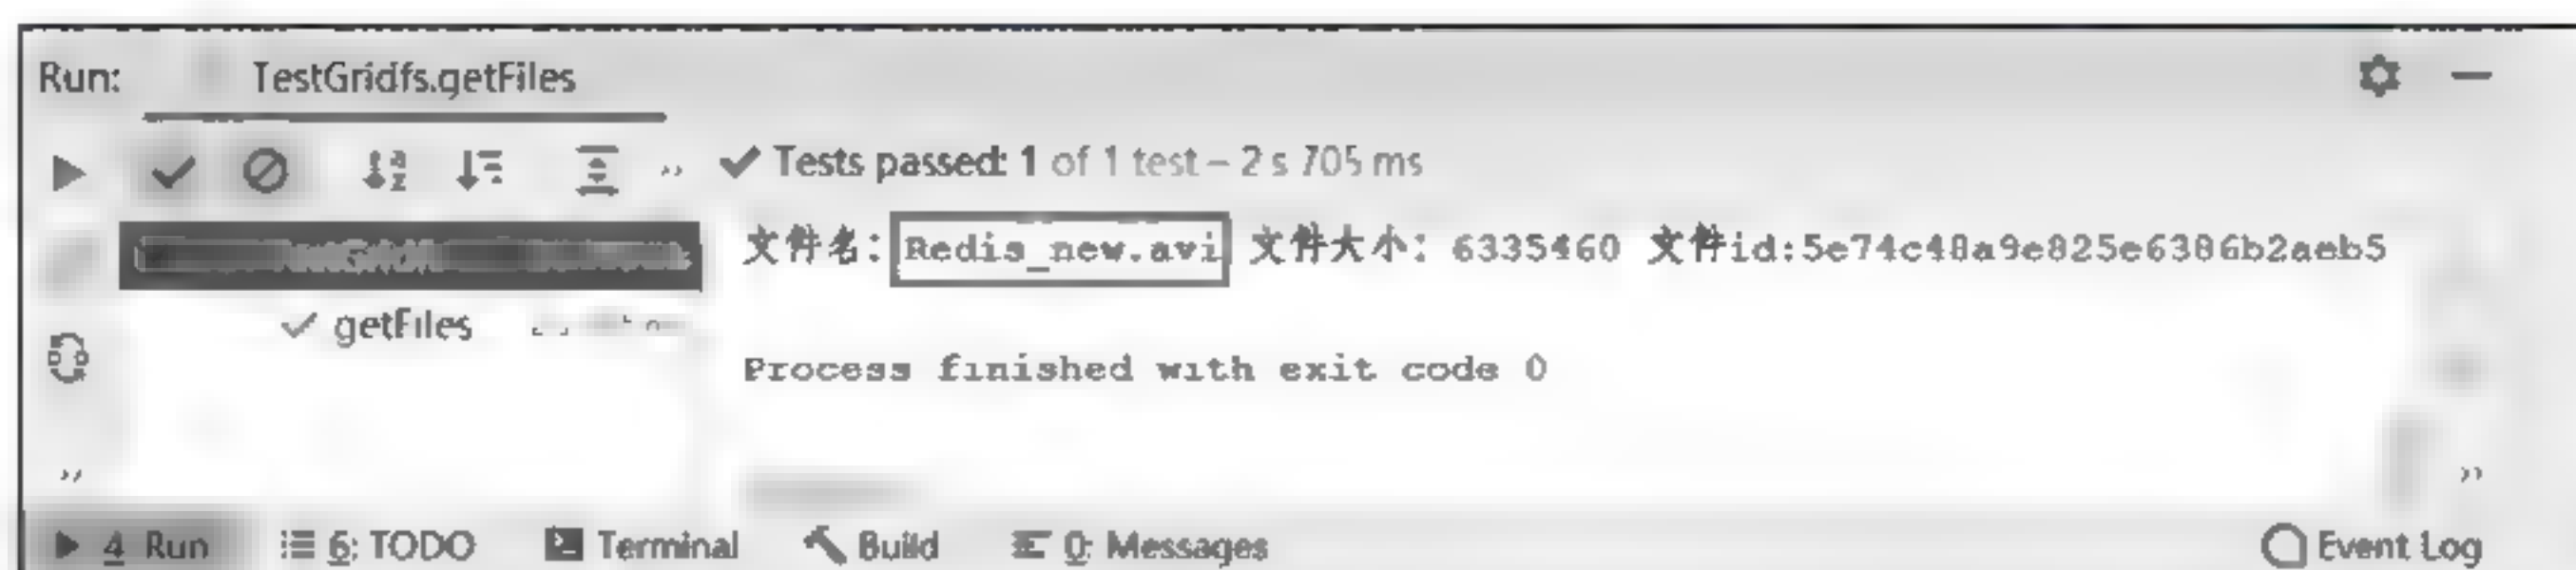 Run: TestGridfs.getFiles
Tests passed: 1 of 1 test – 2 s 705 ms
文件名: Redis_new.avi 文件大小: 6335460 文件id:5e74c48a9e825e6386b2aeb5
getFiles
Process finished with exit code 0
4 Run 6: TODO Terminal Build 0: Messages Event Log